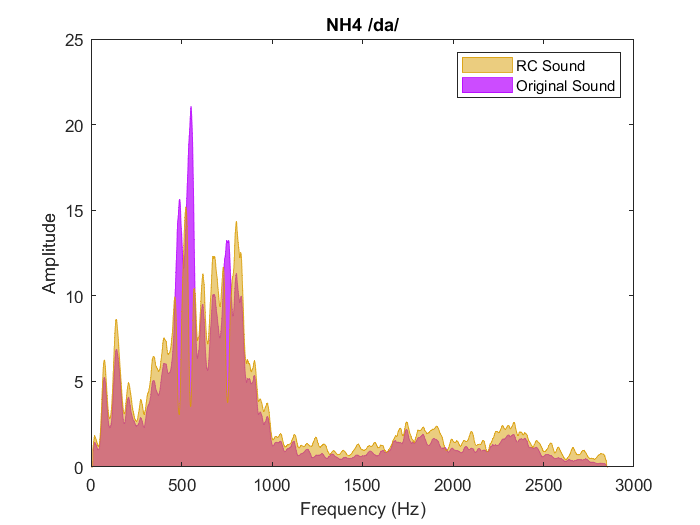 NH4 /da/
25
RC Sound
Original Sound
20
15
Amplitude
10
5
0
0 500 1000 1500 2000 2500 3000
Frequency (Hz)